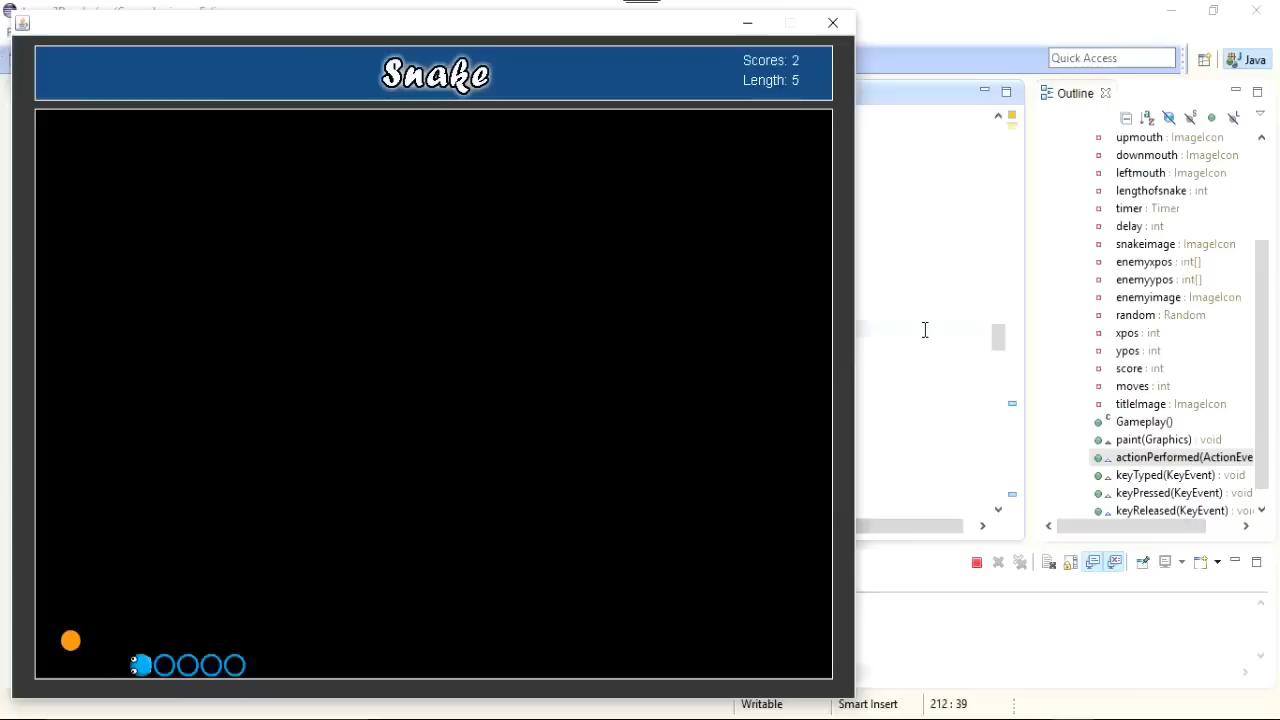 Snake
Scores: 2
Length: 5
Quick Access
Java
Outline
upmouth : ImageIcon
downmouth : ImageIcon
leftmouth : ImageIcon
lengthofsnake : int
timer : Timer
delay : int
snakeimage : ImageIcon
enemyxpos : int[]
enemyypos : int[]
enemyimage : ImageIcon
random : Random
xpos : int
ypos : int
score : int
moves : int
titleImage : ImageIcon
Gameplay()
paint(Graphics) : void
actionPerformed(ActionEve
keyTyped(KeyEvent) : void
keyPressed(KeyEvent) : void
keyReleased(KeyEvent) : voi
Writable
Smart Insert
212 : 39